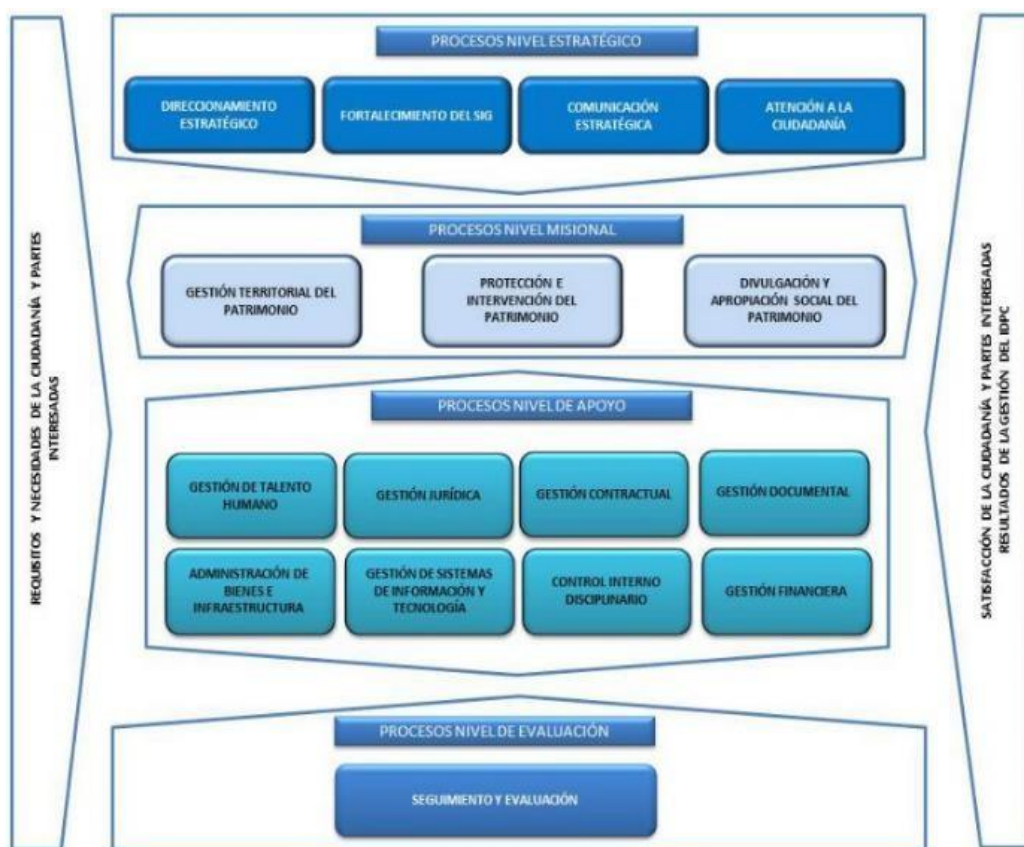 REQUISITOS Y NECESIDADES DE LA CIUDADANÍA Y PARTES
INTERESADAS
PROCESOS NIVEL ESTRATÉGICO
DIRECCIONAMIENTO
ESTRATÉGICO
FORTALECIMIENTO DEL SIG
COMUNICACIÓN
ESTRATÉGICA
ATENCIÓN A LA
CIUDADANÍA
PROCESOS NIVEL MISIONAL
GESTIÓN TERRITORIAL DEL
PATRIMONIO
PROTECCIÓN E
INTERVENCIÓN DEL
PATRIMONIO
DIVULGACIÓN Y
APROPIACIÓN SOCIAL DEL
PATRIMONIO
PROCESOS NIVEL DE APOYO
GESTIÓN DE TALENTO
HUMANO
GESTIÓN JURÍDICA
GESTIÓN CONTRACTUAL
GESTIÓN DOCUMENTAL
ADMINISTRACIÓN DE
BIENES E
INFRAESTRUCTURA
GESTIÓN DE SISTEMAS
DE INFORMACIÓN Y
TECNOLOGÍA
CONTROL INTERNO
DISCIPLINARIO
GESTIÓN FINANCIERA
PROCESOS NIVEL DE EVALUACIÓN
SEGUIMIENTO Y EVALUACIÓN
SATISFACCIÓN DE LA CIUDADANÍA Y PARTES INTERESADAS
RESULTADOS DE LA GESTIÓN DEL IDPC